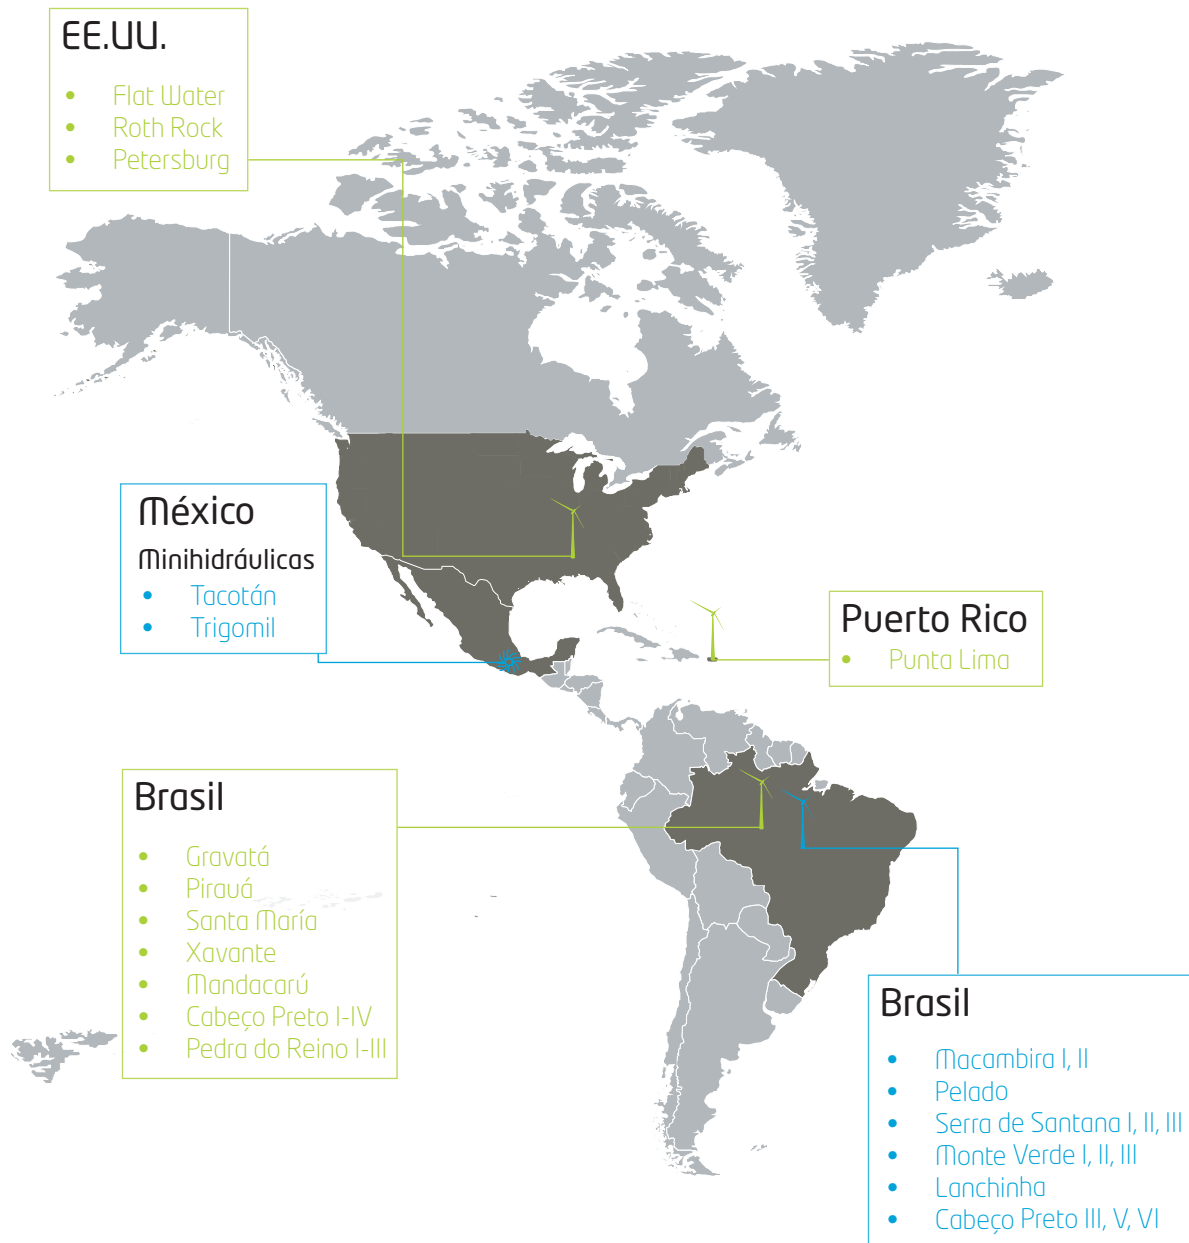 EE.UU.
• Flat Water
• Roth Rock
• Petersburg
México
Minihidráulicas
• Tacotán
• Trigomil
Puerto Rico
• Punta Lima
Brasil
• Gravatá
• Pirauá
• Santa María
• Xavante
• Mandacarú
• Cabeço Preto I-IV
• Pedra do Reino I-III
Brasil
• Macambira I, II
• Pelado
• Serra de Santana I, II, III
• Monte Verde I, II, III
• Lanchinha
• Cabeço Preto III, V, VI